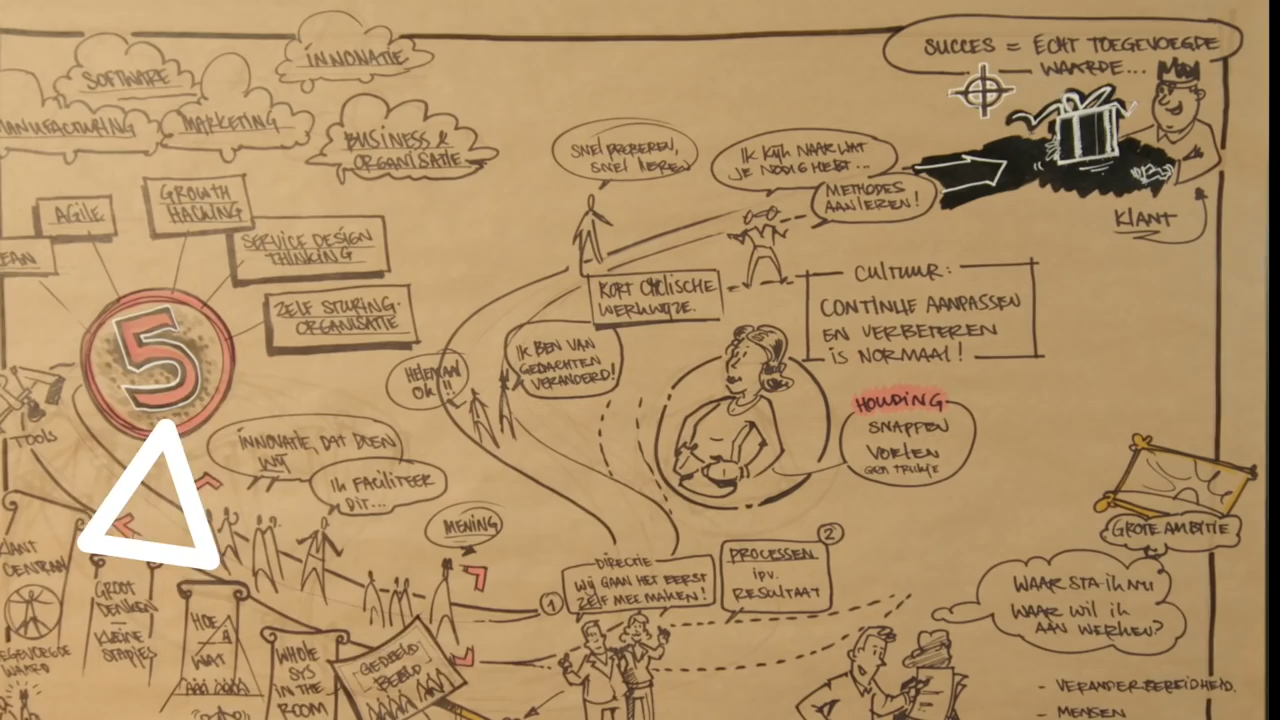 SUCCES = ECHT TOEGEVOEGDE
WAARDE...
INNOVATIE
SOFTWARE
MANUFACTURING
MARKETING
BUSINESS &
ORGANISATIE
SNEL PROBEREN,
SNEL LEREN
IK KIJK NAAR WAT
JE NODIG HEBT...
METHODES
AANLEREN!
KLANT
AGILE
GROWTH
HACKING
SERVICE DESIGN
THINKING
ZELF STURING-
ORGANISATIE
5
KORT CYCLISCHE
WERKWIJZE.
CULTUUR:
CONTINUE AANPASSEN
EN VERBETEREN
IS NORMAAL!
HELEMAAL
OK!!
IK BEN VAN
GEDACHTEN
VERANDERD!
HOUDING
SNAPPEN
VOELEN
GEEN TRUKJE
TOOLS
INNOVATIE, DAT DOEN
WIJ
IK FACILITEER
DIT...
MENING
GROTE AMBITIE
DIRECTIE
WIJ GAAN HET EERST
ZELF MEEMAKEN!
1
2
PROCESSEN
IPV.
RESULTAAT
WAAR STA IK NU
WAAR WIL IK
AAN WERKEN?
KLANT
GROOT
DENKEN
KLEINE
STAPJES
HOE &
WAT
WHOLE
SYS
IN THE
ROOM
GEDEELD
BEELD
- VERANDERBEREIDHEID.
- MENSEN